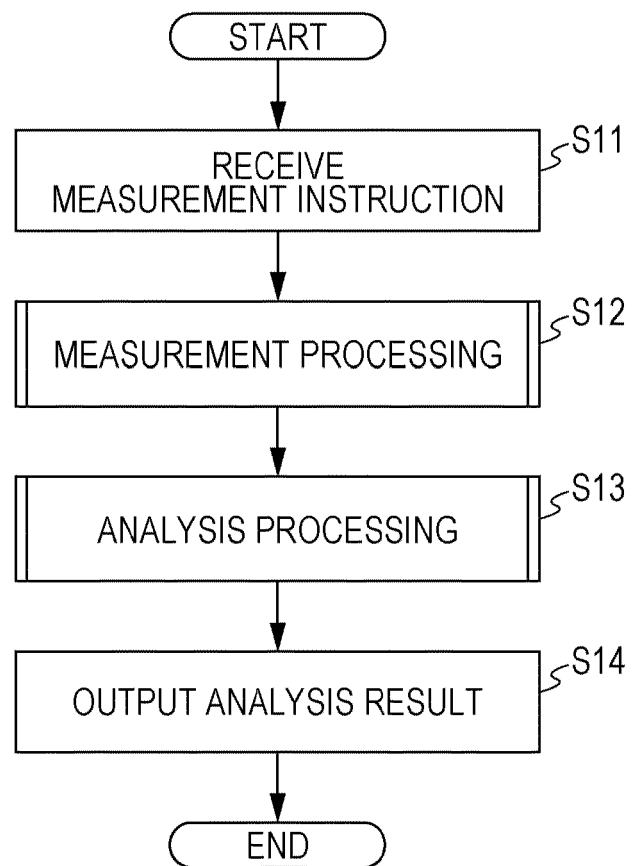 START
S11
RECEIVE
MEASUREMENT INSTRUCTION
S12
MEASUREMENT PROCESSING
S13
ANALYSIS PROCESSING
S14
OUTPUT ANALYSIS RESULT
END